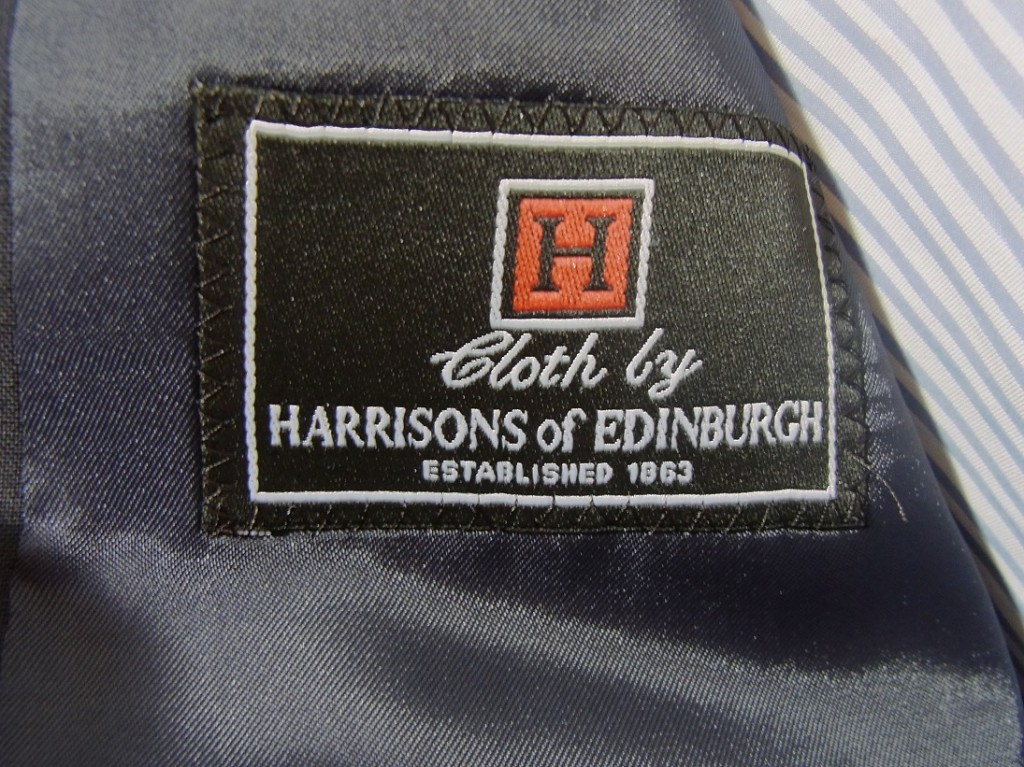 H
Cloth by
HARRISONS of EDINBURGH
ESTABLISHED 1863